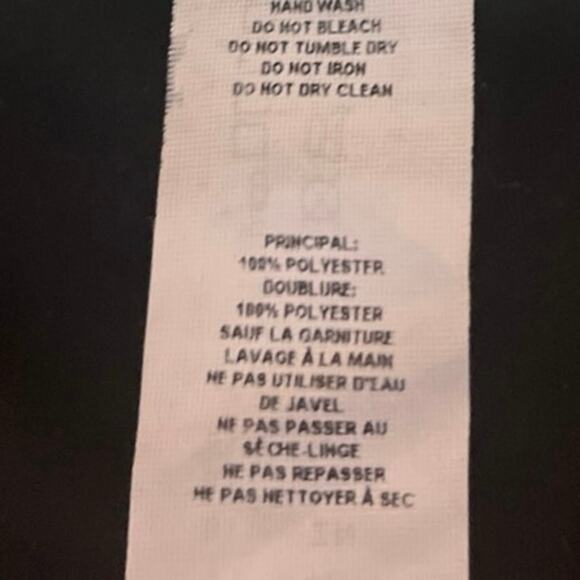 HAND WASH
DO NOT BLEACH
DO NOT TUMBLE DRY
DO NOT IRON
DO NOT DRY CLEAN
PRINCIPAL:
100% POLYESTER
DOUBLURE:
100% POLYESTER
SAUF LA GARNITURE
LAVAGE À LA MAIN
NE PAS UTILISER D'EAU
DE JAVEL
NE PAS PASSER AU
SÈCHE-LINGE
NE PAS REPASSER
NE PAS NETTOYER À SEC